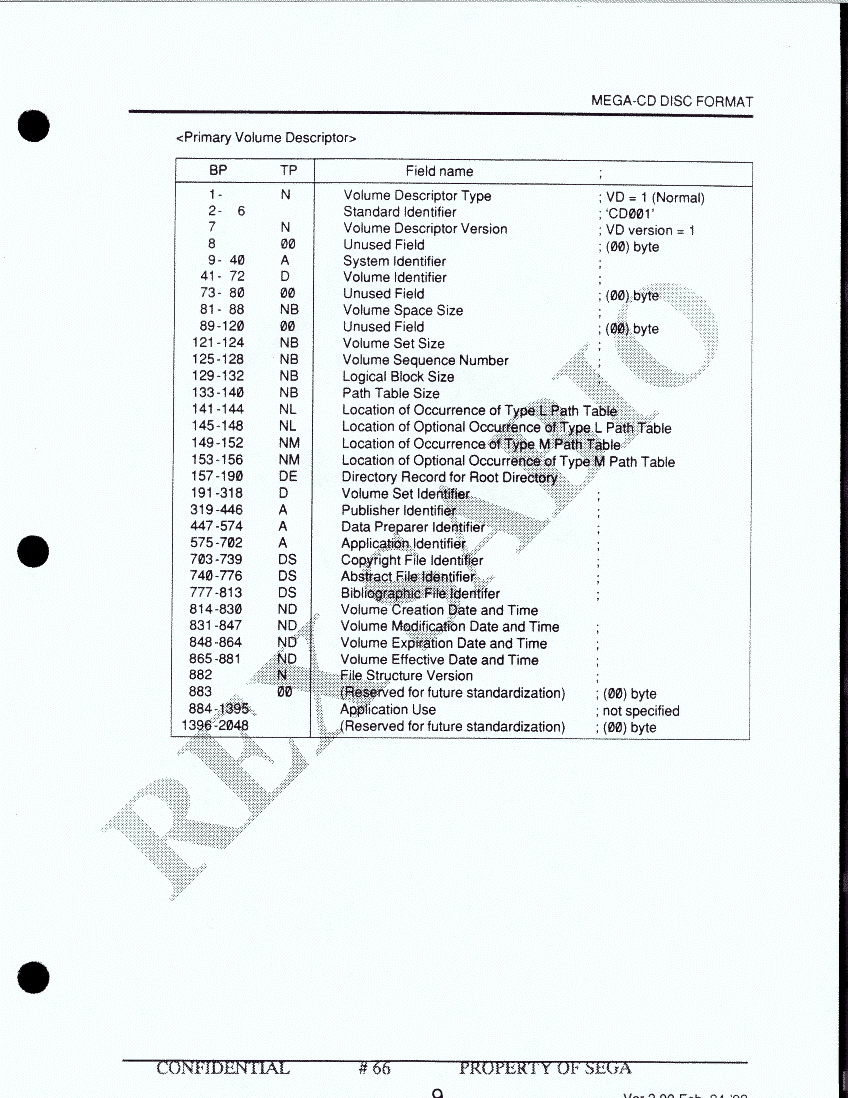 MEGA-CD DISC FORMAT
<Primary Volume Descriptor>
BP TP Field name ;
1- N Volume Descriptor Type ; VD = 1 (Normal)
2- 6 Standard Identifier ; 'CD001'
7 N Volume Descriptor Version ; VD version = 1
8 00 Unused Field ; (00) byte
9- 40 A System Identifier ;
41- 72 D Volume Identifier ;
73- 80 00 Unused Field ; (00) byte
81- 88 NB Volume Space Size ;
89-120 00 Unused Field ; (00) byte
121-124 NB Volume Set Size ;
125-128 NB Volume Sequence Number ;
129-132 NB Logical Block Size ;
133-140 NB Path Table Size
141-144 NL Location of Occurrence of Type L Path Table
145-148 NL Location of Optional Occurrence of Type L Path Table
149-152 NM Location of Occurrence of Type M Path Table
153-156 NM Location of Optional Occurrence of Type M Path Table
157-190 DE Directory Record for Root Directory
191-318 D Volume Set Identifier ;
319-446 A Publisher Identifier ;
447-574 A Data Preparer Identifier ;
575-702 A Application Identifier ;
703-739 DS Copyright File Identifier ;
740-776 DS Abstract File Identifier ;
777-813 DS Bibliographic File Identifer ;
814-830 ND Volume Creation Date and Time
831-847 ND Volume Modification Date and Time ;
848-864 ND Volume Expiration Date and Time ;
865-881 ND Volume Effective Date and Time ;
882 N File Structure Version ;
883 00 (Reserved for future standardization) ; (00) byte
884-1395 Application Use ; not specified
1396-2048 (Reserved for future standardization) ; (00) byte
REX SABIO
CONFIDENTIAL # 66 PROPERTY OF SEGA
9